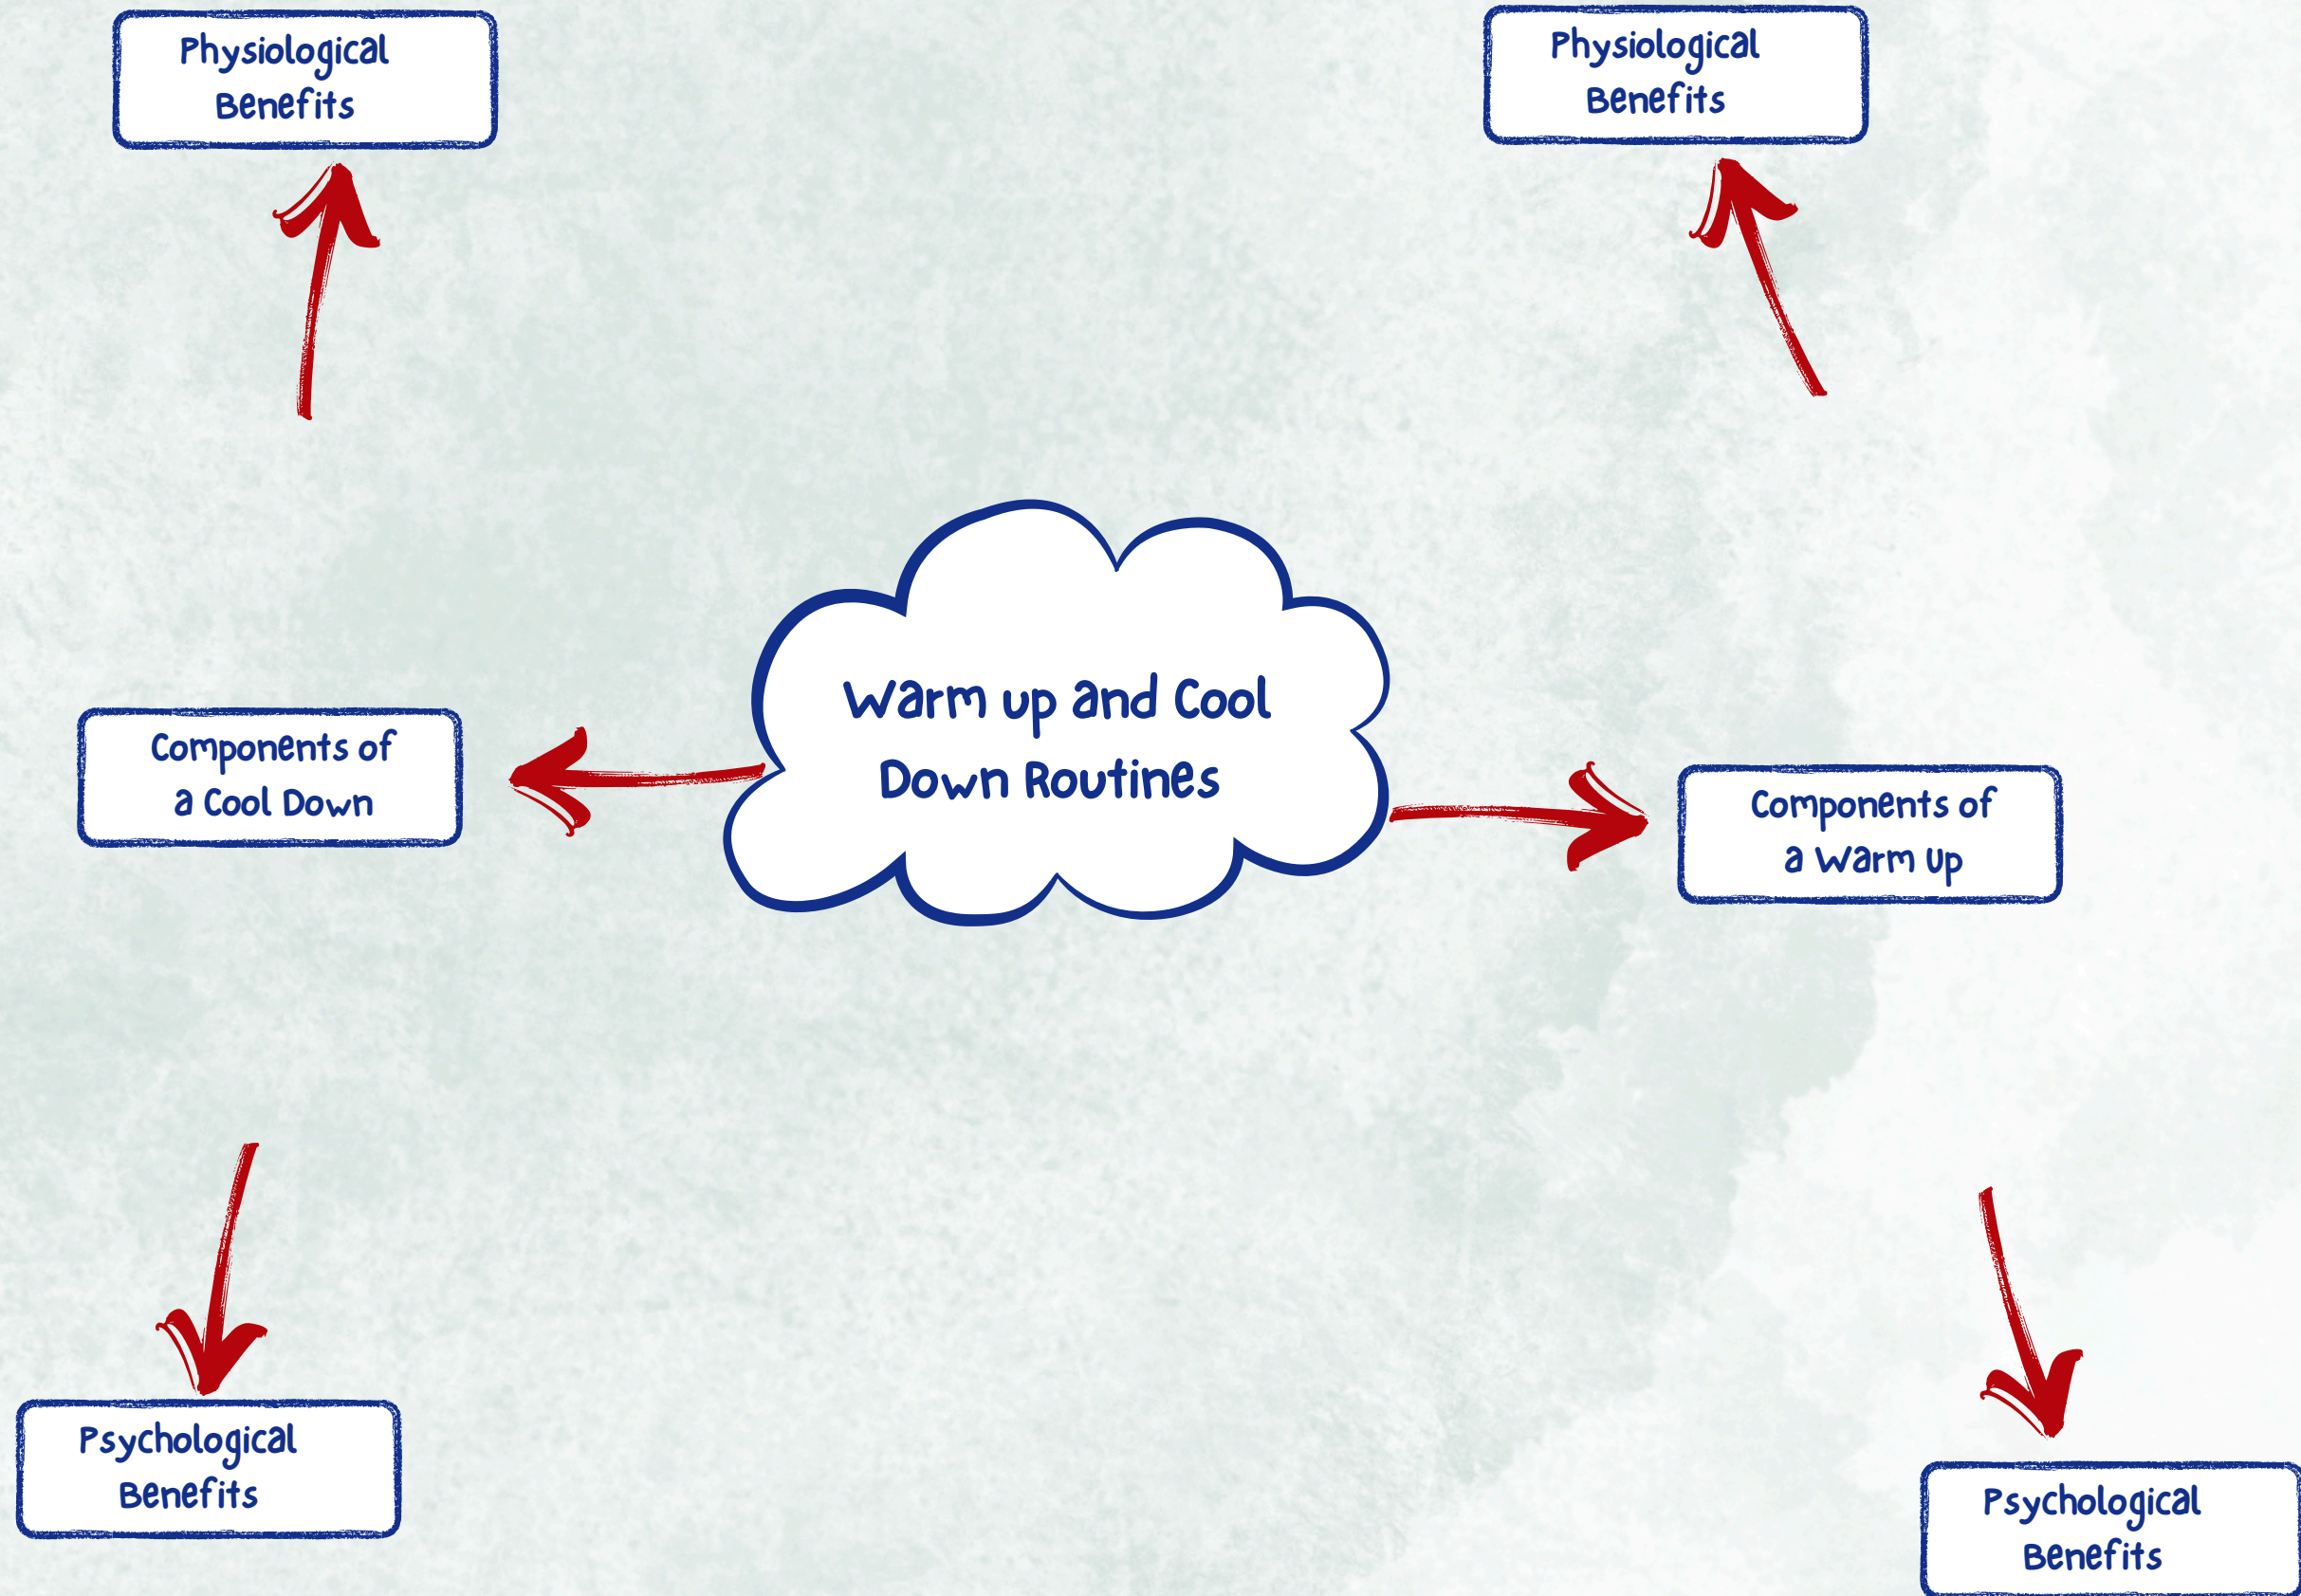 Physiological
Benefits
Physiological
Benefits
Warm up and Cool
Down Routines
Components of
a Cool Down
Components of
a Warm Up
Psychological
Benefits
Psychological
Benefits